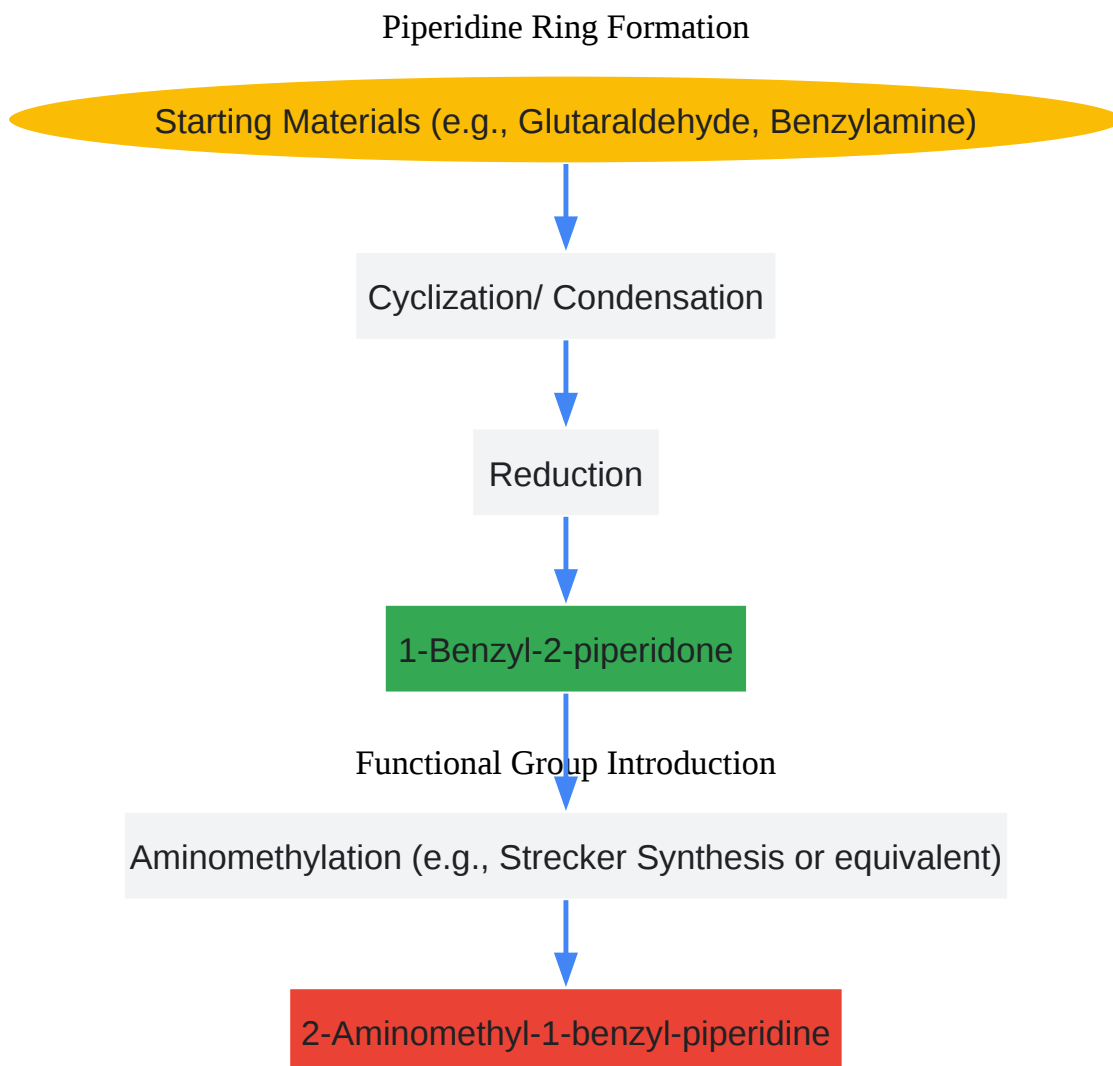 Piperidine Ring Formation
Starting Materials (e.g., Glutaraldehyde, Benzylamine)
Cyclization/ Condensation
Reduction
1-Benzyl-2-piperidone
Functional Group Introduction
Aminomethylation (e.g., Strecker Synthesis or equivalent)
2-Aminomethyl-1-benzyl-piperidine